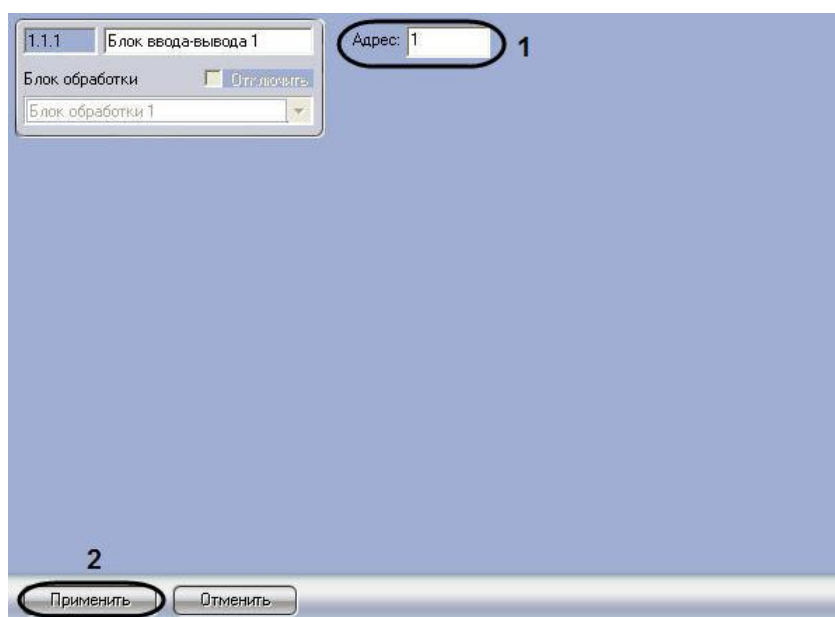 1.1.1 Блок ввода-вывода 1 Адрес: 1 1
Блок обработки Отключить
Блок обработки 1
2
Применить Отменить